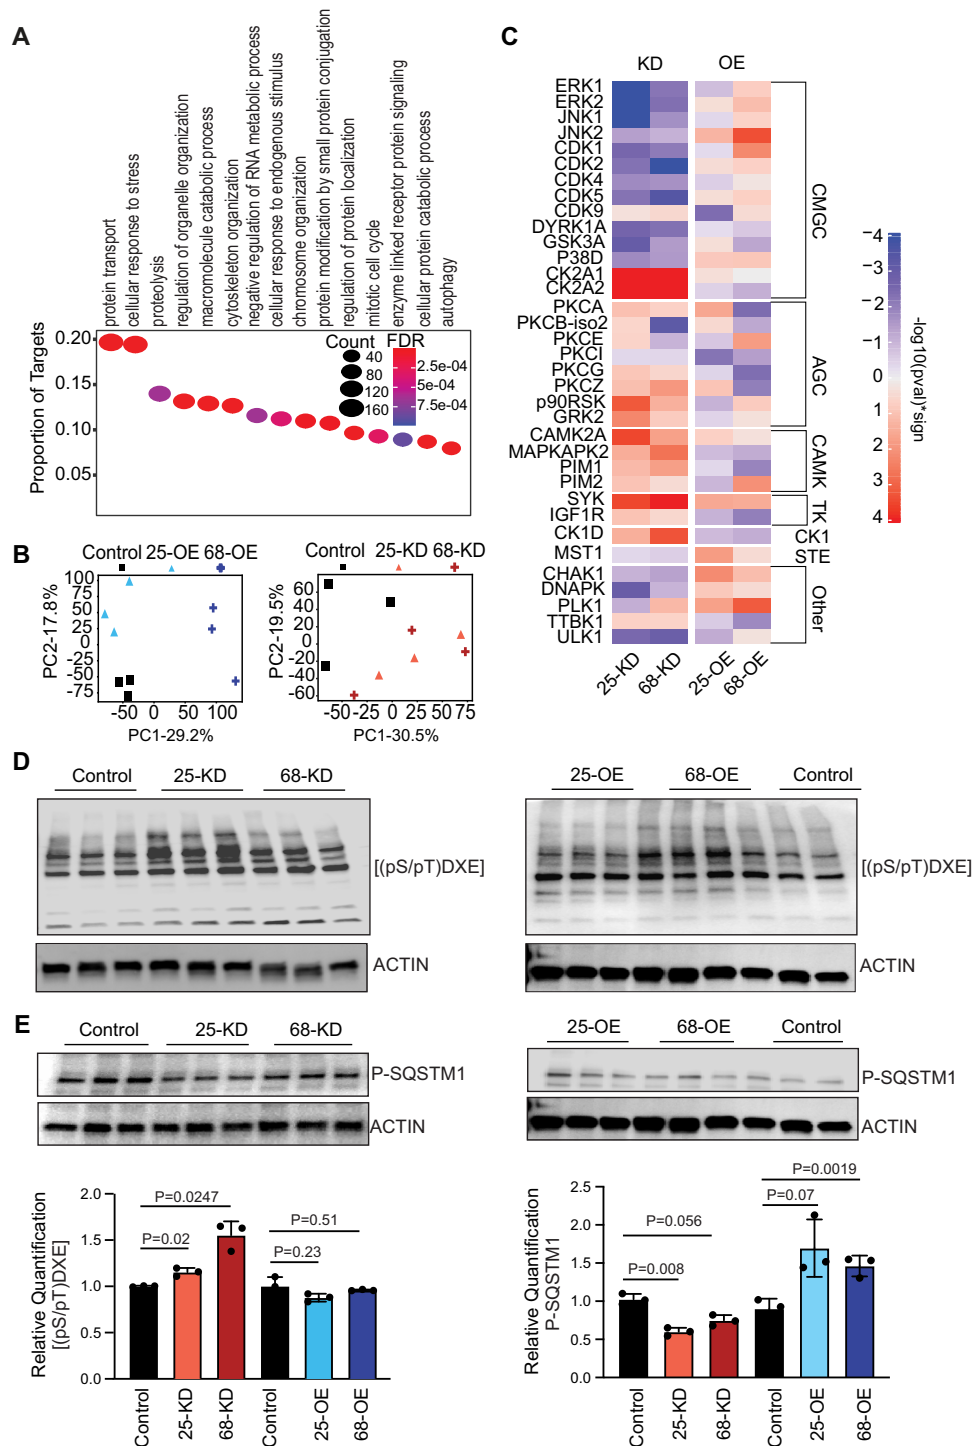 A
protein transport
cellular response to stress
proteolysis
regulation of organelle organization
macromolecule catabolic process
cytoskeleton organization
negative regulation of RNA metabolic process
cellular response to endogenous stimulus
chromosome organization
protein modification by small protein conjugation
regulation of protein localization
mitotic cell cycle
enzyme linked receptor protein signaling
cellular protein catabolic process
autophagy
Proportion of Targets
0.20
0.15
0.10
0.05
Count
40
80
120
160
FDR
2.5e-04
5e-04
7.5e-04
B
Control 25-OE 68-OE
PC2-17.8%
100
75
50
25
0
-25
-50
-75
-50 0 50 100
PC1-29.2%
Control 25-KD 68-KD
PC2-19.5%
60
40
20
0
-20
-40
-60
-50 -25 0 25 50 75
PC1-30.5%
C
KD OE
ERK1
ERK2
JNK1
JNK2
CDK1
CDK2
CDK4
CDK5
CDK9
DYRK1A
GSK3A
P38D
CK2A1
CK2A2
CMGC
PKCA
PKCB-iso2
PKCE
PKCI
PKCG
PKCZ
p90RSK
GRK2
AGC
CAMK2A
MAPKAPK2
PIM1
PIM2
CAMK
SYK
IGF1R
TK
CK1D
CK1
MST1
STE
CHAK1
DNAPK
PLK1
TTBK1
ULK1
Other
25-KD
68-KD
25-OE
68-OE
-4
-3
-2
-1
0
1
2
3
4
-log10(pval)*sign
D
Control 25-KD 68-KD
[(pS/pT)DXE]
ACTIN
25-OE 68-OE Control
[(pS/pT)DXE]
ACTIN
E
Control 25-KD 68-KD
P-SQSTM1
ACTIN
25-OE 68-OE Control
P-SQSTM1
ACTIN
Relative Quantification
[(pS/pT)DXE]
2.0
1.5
1.0
0.5
0.0
P=0.0247
P=0.02
P=0.51
P=0.23
Control
25-KD
68-KD
Control
25-OE
68-OE
Relative Quantification
P-SQSTM1
2.5
2.0
1.5
1.0
0.5
0.0
P=0.0019
P=0.07
P=0.056
P=0.008
Control
25-KD
68-KD
Control
25-OE
68-OE